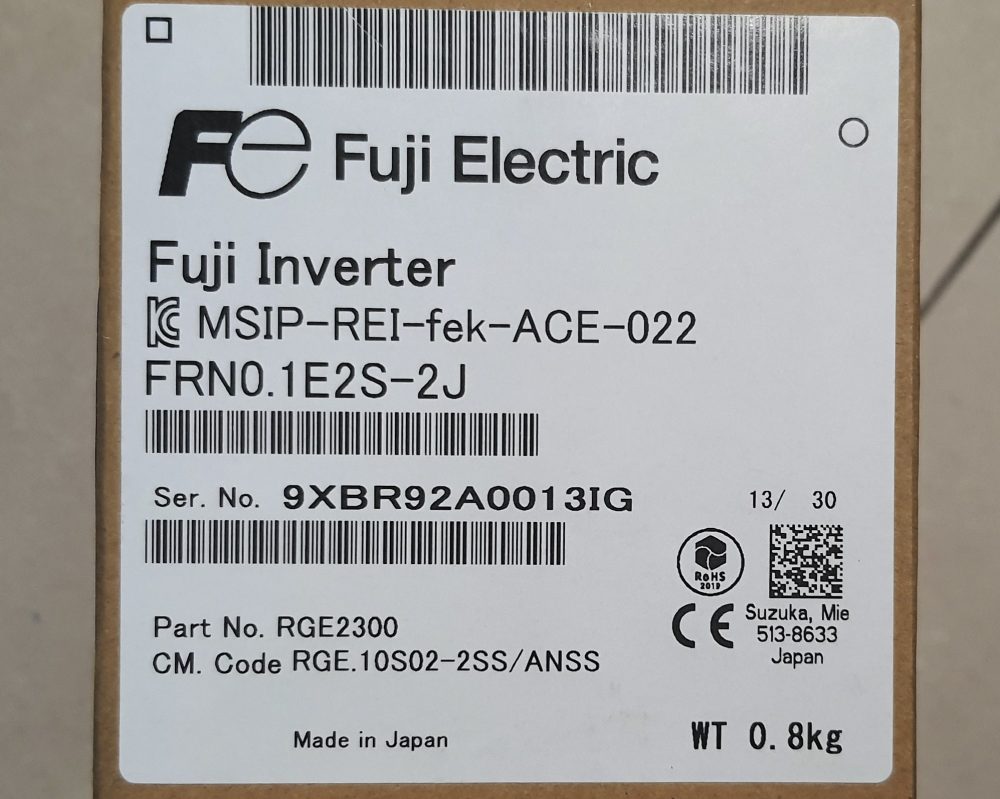 Fe Fuji Electric
Fuji Inverter
KC MSIP-REI-fek-ACE-022
FRN0.1E2S-2J
Ser. No. 9XBR92A0013IG 13/ 30
RoHS
2019
CE
Suzuka, Mie
513-8633
Japan
Part No. RGE2300
CM. Code RGE.10S02-2SS/ANSS
Made in Japan
WT 0.8kg